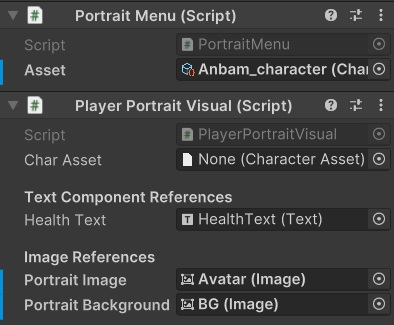 Portrait Menu (Script)
Script PortraitMenu
Asset Anbam_character (Cha
Player Portrait Visual (Script)
Script PlayerPortraitVisual
Char Asset None (Character Asset)
Text Component References
Health Text HealthText (Text)
Image References
Portrait Image Avatar (Image)
Portrait Background BG (Image)